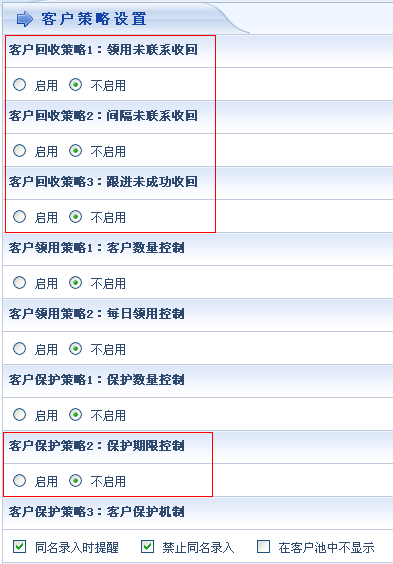 客户策略设置
客户回收策略1：领用未联系收回
启用 不启用
客户回收策略2：间隔未联系收回
启用 不启用
客户回收策略3：跟进未成功收回
启用 不启用
客户领用策略1：客户数量控制
启用 不启用
客户领用策略2：每日领用控制
启用 不启用
客户保护策略1：保护数量控制
启用 不启用
客户保护策略2：保护期限控制
启用 不启用
客户保护策略3：客户保护机制
同名录入时提醒 禁止同名录入 在客户池中不显示